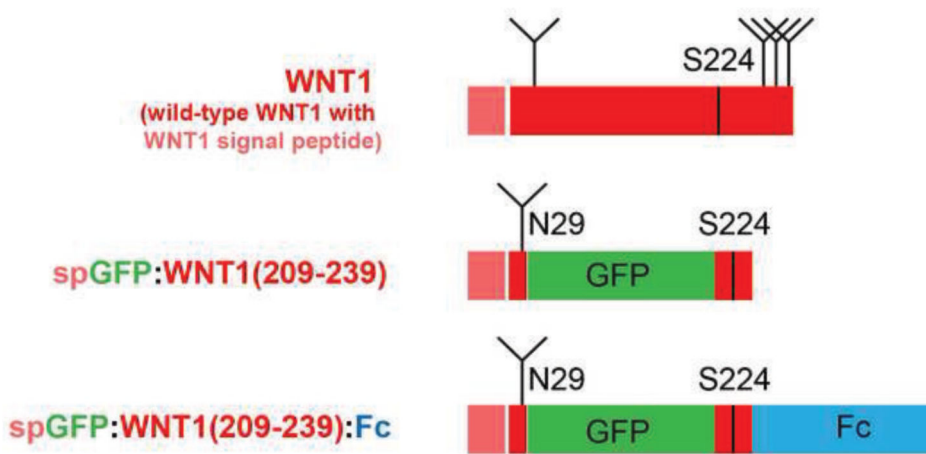 WNT1
(wild-type WNT1 with
WNT1 signal peptide)
S224
spGFP:WNT1(209-239)
N29
S224
GFP
spGFP:WNT1(209-239):Fc
N29
S224
GFP
Fc